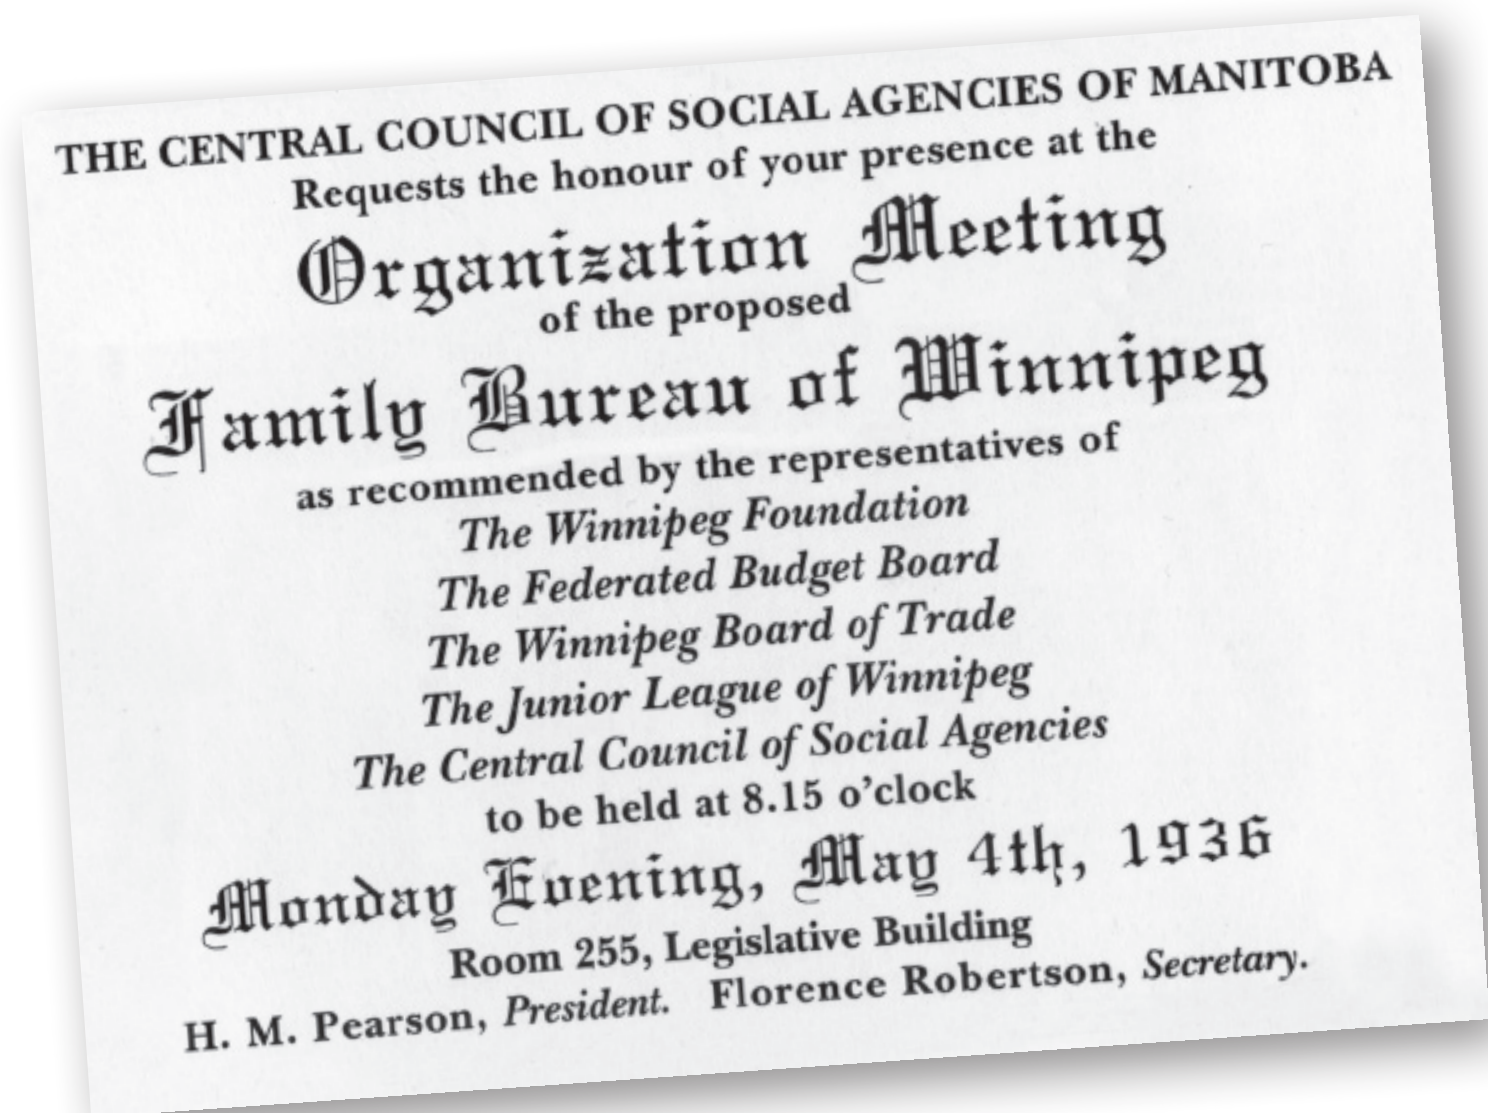 THE CENTRAL COUNCIL OF SOCIAL AGENCIES OF MANITOBA
Requests the honour of your presence at the
Organization Meeting
of the proposed
Family Bureau of Winnipeg
as recommended by the representatives of
The Winnipeg Foundation
The Federated Budget Board
The Winnipeg Board of Trade
The Junior League of Winnipeg
The Central Council of Social Agencies
to be held at 8.15 o’clock
Monday Evening, May 4th, 1936
Room 255, Legislative Building
H. M. Pearson, President. Florence Robertson, Secretary.